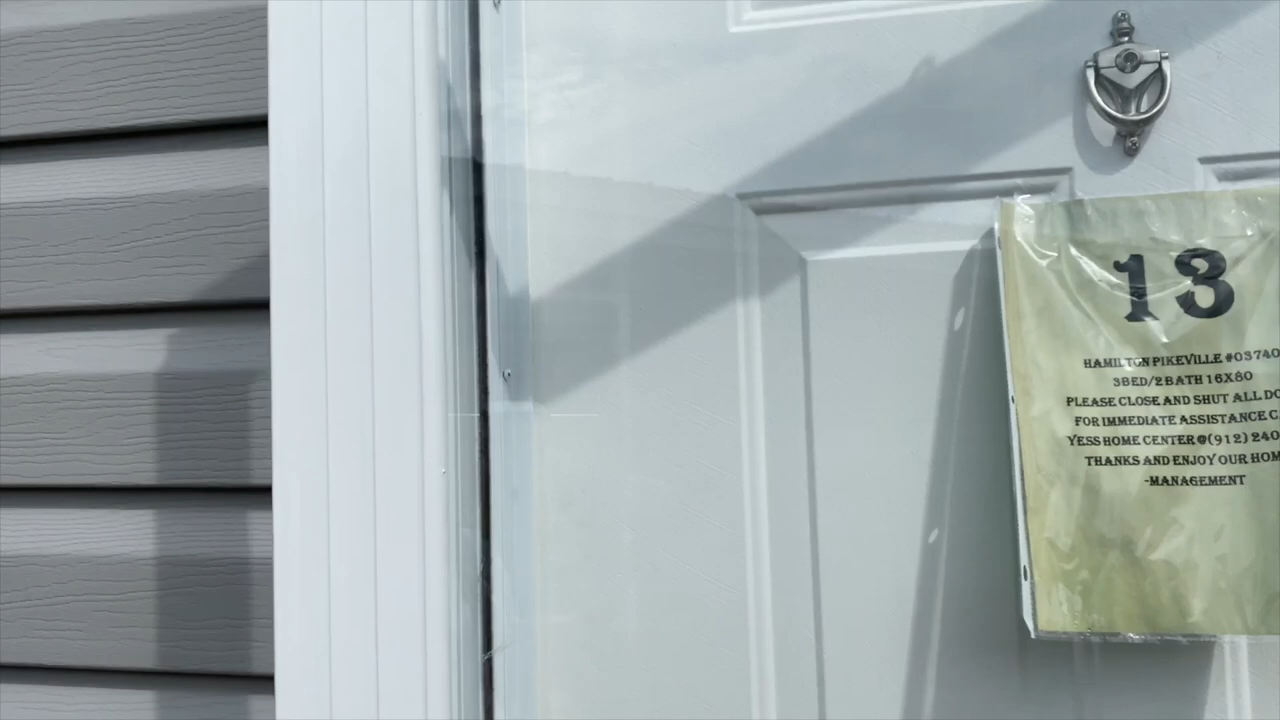 13
HAMILTON PIKEVILLE #03740
3BED/2BATH 16X80
PLEASE CLOSE AND SHUT ALL DO
FOR IMMEDIATE ASSISTANCE C
YESS HOME CENTER @(912) 240
THANKS AND ENJOY OUR HOM
-MANAGEMENT